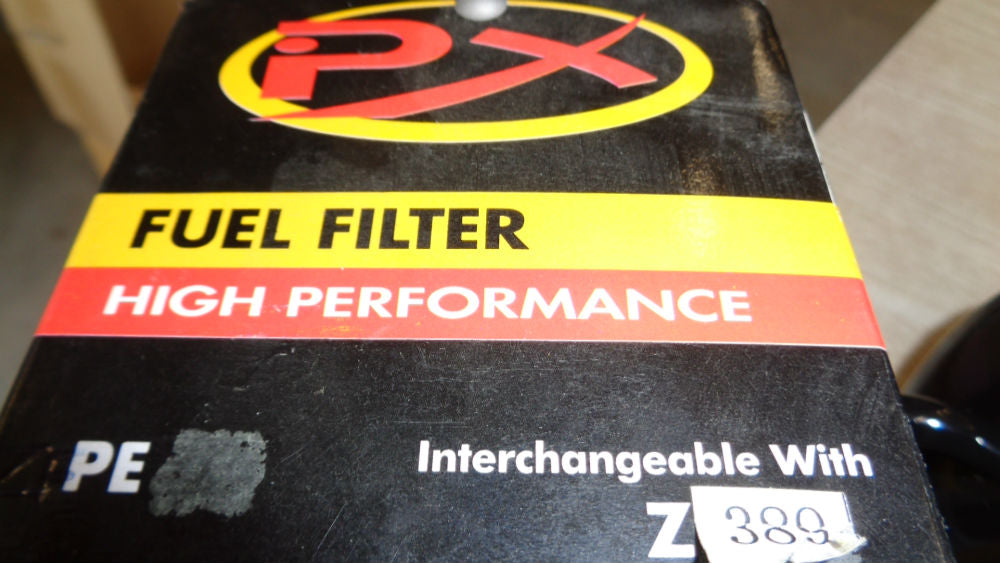 PX
FUEL FILTER
HIGH PERFORMANCE
PE
Interchangeable With
Z 389